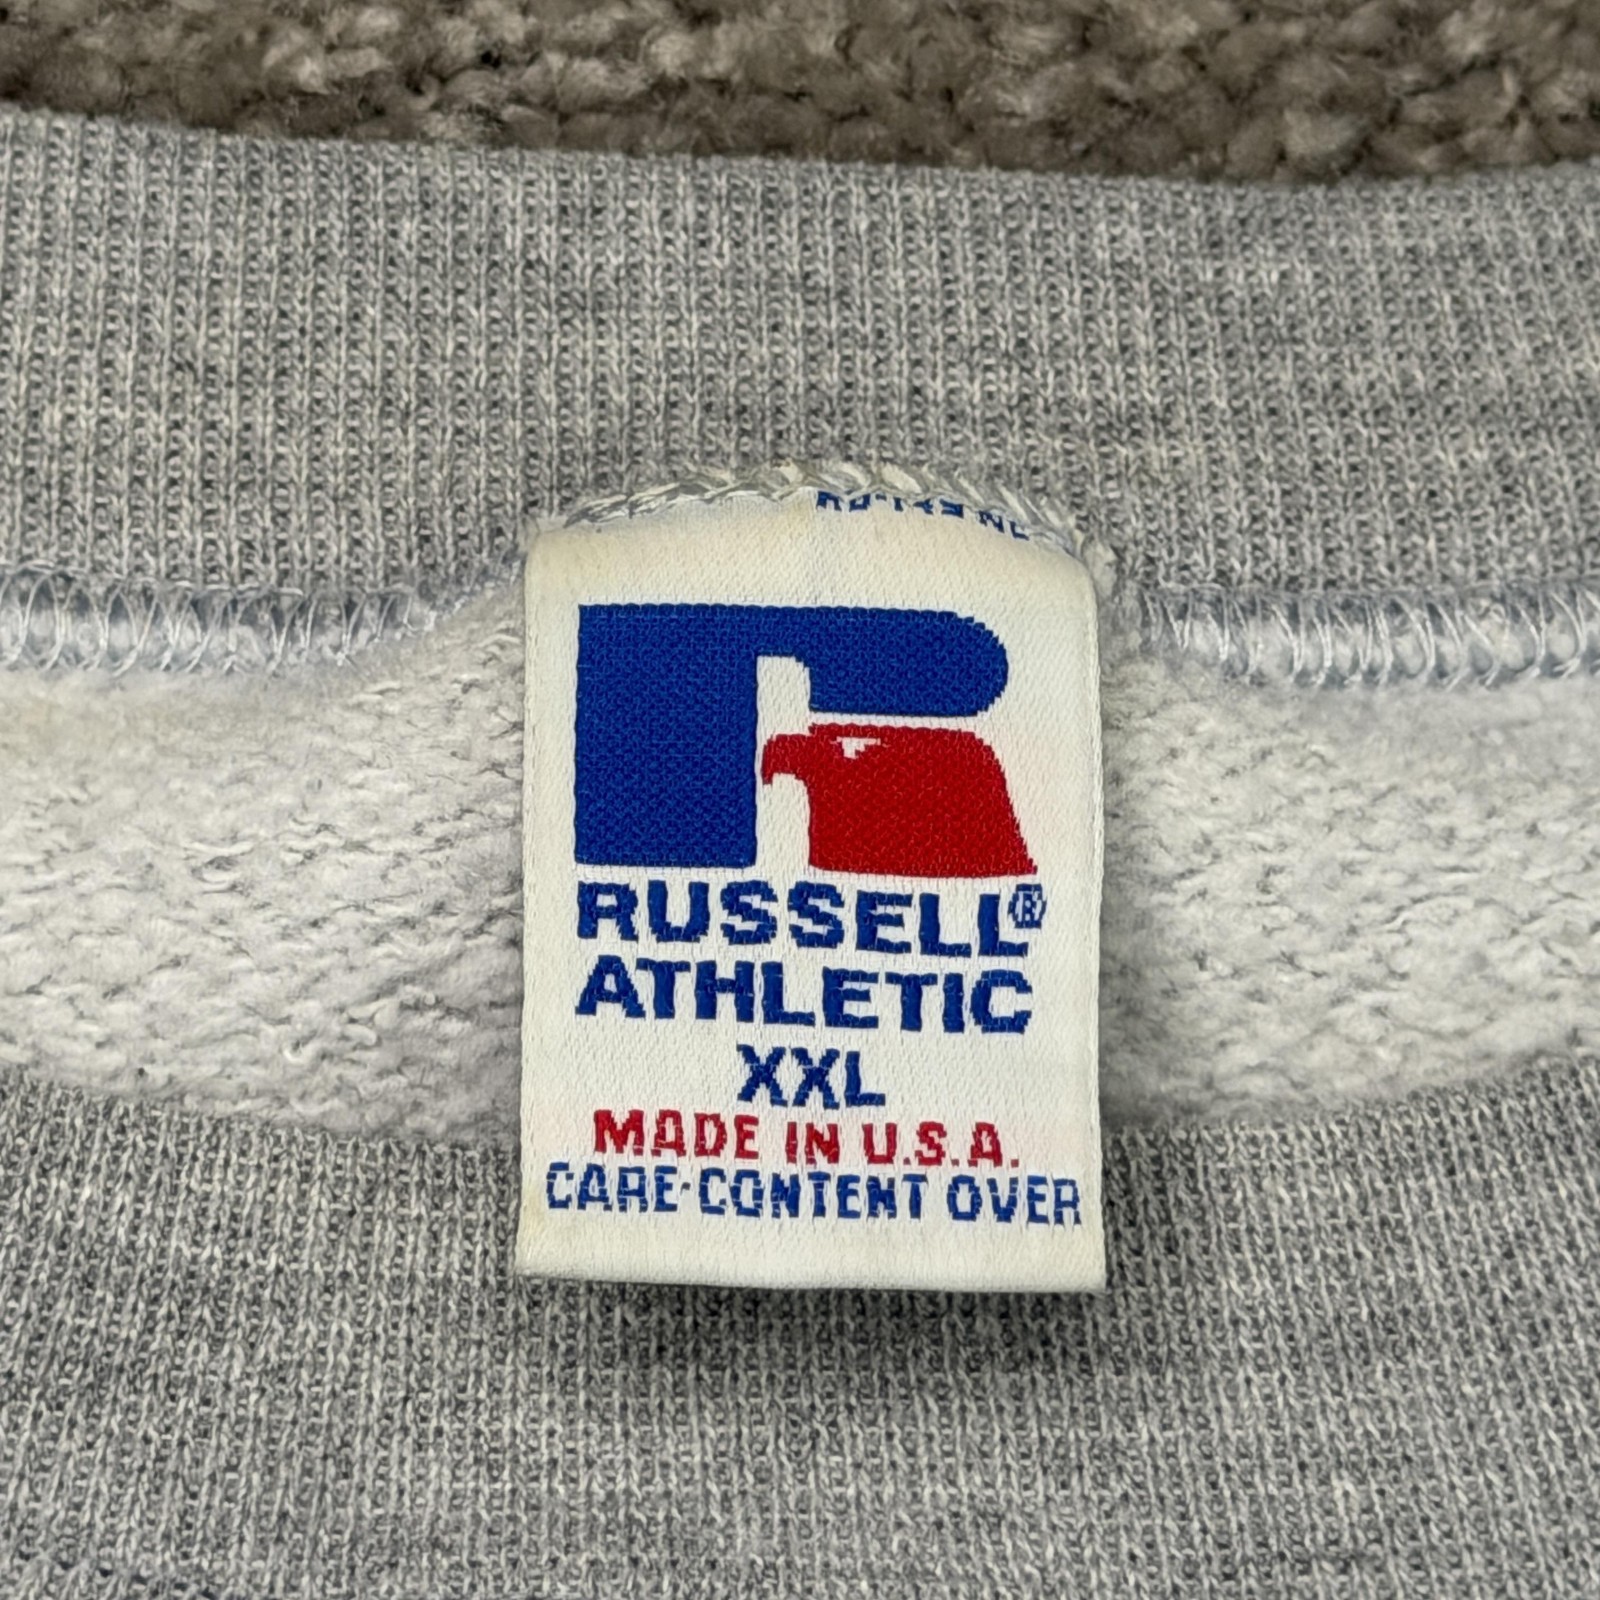 RUSSELL®
ATHLETIC
XXL
MADE IN U.S.A.
CARE·CONTENT OVER